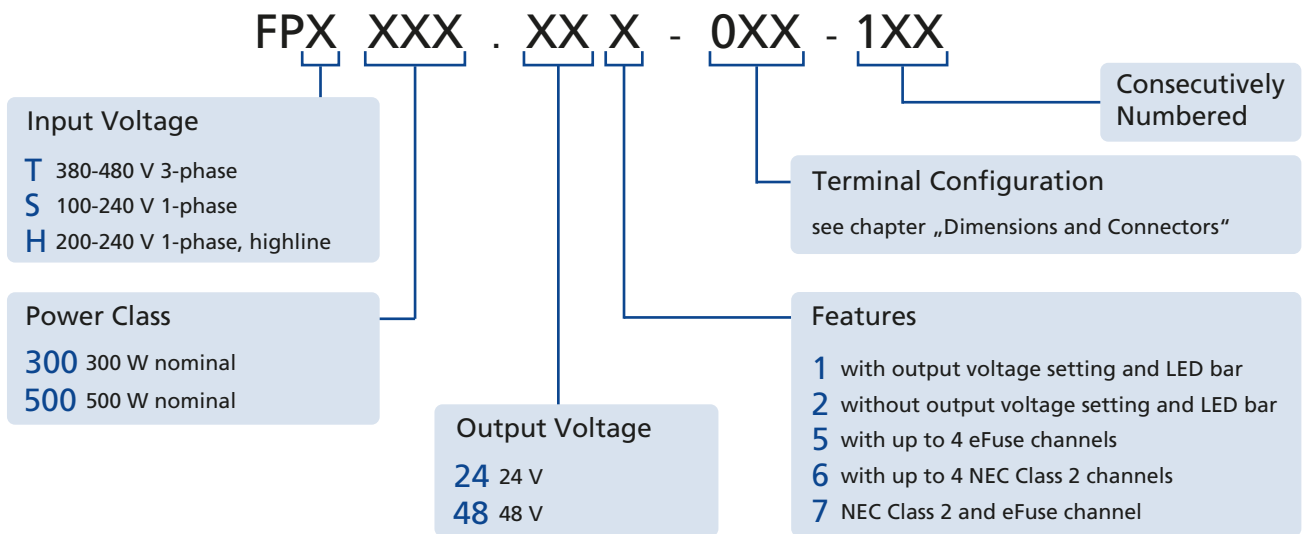 FPX XXX . XX X - 0XX - 1XX
Consecutively
Numbered
Input Voltage
T 380-480 V 3-phase
S 100-240 V 1-phase
H 200-240 V 1-phase, highline
Terminal Configuration
see chapter „Dimensions and Connectors“
Power Class
300 300 W nominal
500 500 W nominal
Features
1 with output voltage setting and LED bar
2 without output voltage setting and LED bar
5 with up to 4 eFuse channels
6 with up to 4 NEC Class 2 channels
7 NEC Class 2 and eFuse channel
Output Voltage
24 24 V
48 48 V